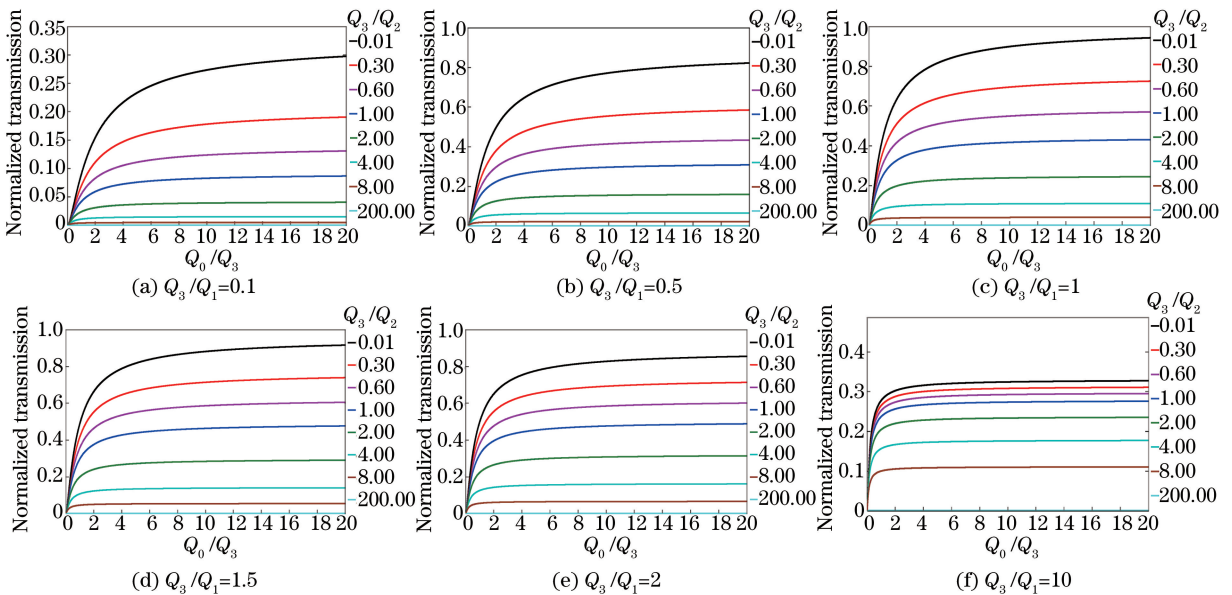 Normalized transmission
0.35
0.30
0.25
0.20
0.15
0.10
0.05
0
0 2 4 6 8 10 12 14 16 18 20
Q0/Q3
Q3/Q2
0.01
0.30
0.60
1.00
2.00
4.00
8.00
200.00
(a) Q3/Q1=0.1
Normalized transmission
1.0
0.8
0.6
0.4
0.2
0
0 2 4 6 8 10 12 14 16 18 20
Q0/Q3
Q3/Q2
0.01
0.30
0.60
1.00
2.00
4.00
8.00
200.00
(b) Q3/Q1=0.5
Normalized transmission
1.0
0.8
0.6
0.4
0.2
0
0 2 4 6 8 10 12 14 16 18 20
Q0/Q3
Q3/Q2
0.01
0.30
0.60
1.00
2.00
4.00
8.00
200.00
(c) Q3/Q1=1
Normalized transmission
1.0
0.8
0.6
0.4
0.2
0
0 2 4 6 8 10 12 14 16 18 20
Q0/Q3
Q3/Q2
0.01
0.30
0.60
1.00
2.00
4.00
8.00
200.00
(d) Q3/Q1=1.5
Normalized transmission
1.0
0.8
0.6
0.4
0.2
0
0 2 4 6 8 10 12 14 16 18 20
Q0/Q3
Q3/Q2
0.01
0.30
0.60
1.00
2.00
4.00
8.00
200.00
(e) Q3/Q1=2
Normalized transmission
0.4
0.3
0.2
0.1
0
0 2 4 6 8 10 12 14 16 18 20
Q0/Q3
Q3/Q2
0.01
0.30
0.60
1.00
2.00
4.00
8.00
200.00
(f) Q3/Q1=10